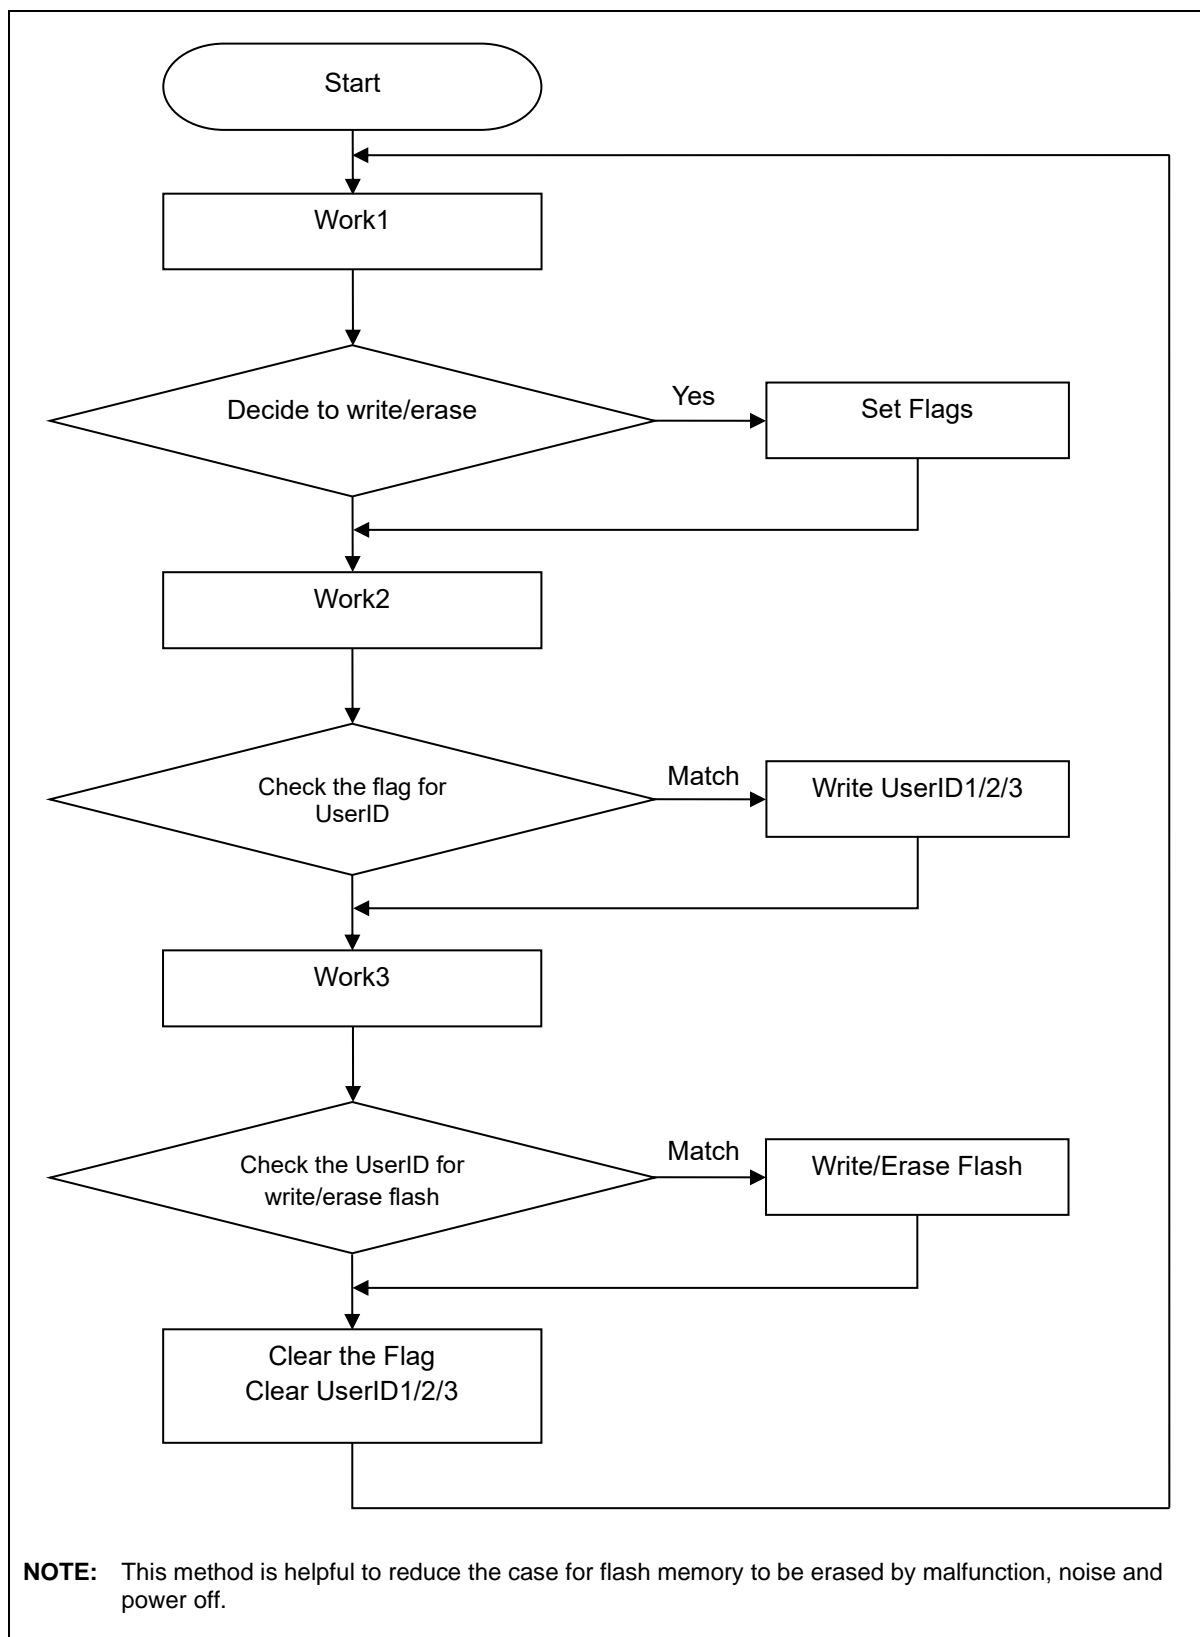 Start
Work1
Decide to write/erase
Yes
Set Flags
Work2
Check the flag for
UserID
Match
Write UserID1/2/3
Work3
Check the UserID for
write/erase flash
Match
Write/Erase Flash
Clear the Flag
Clear UserID1/2/3
NOTE: This method is helpful to reduce the case for flash memory to be erased by malfunction, noise and
power off.